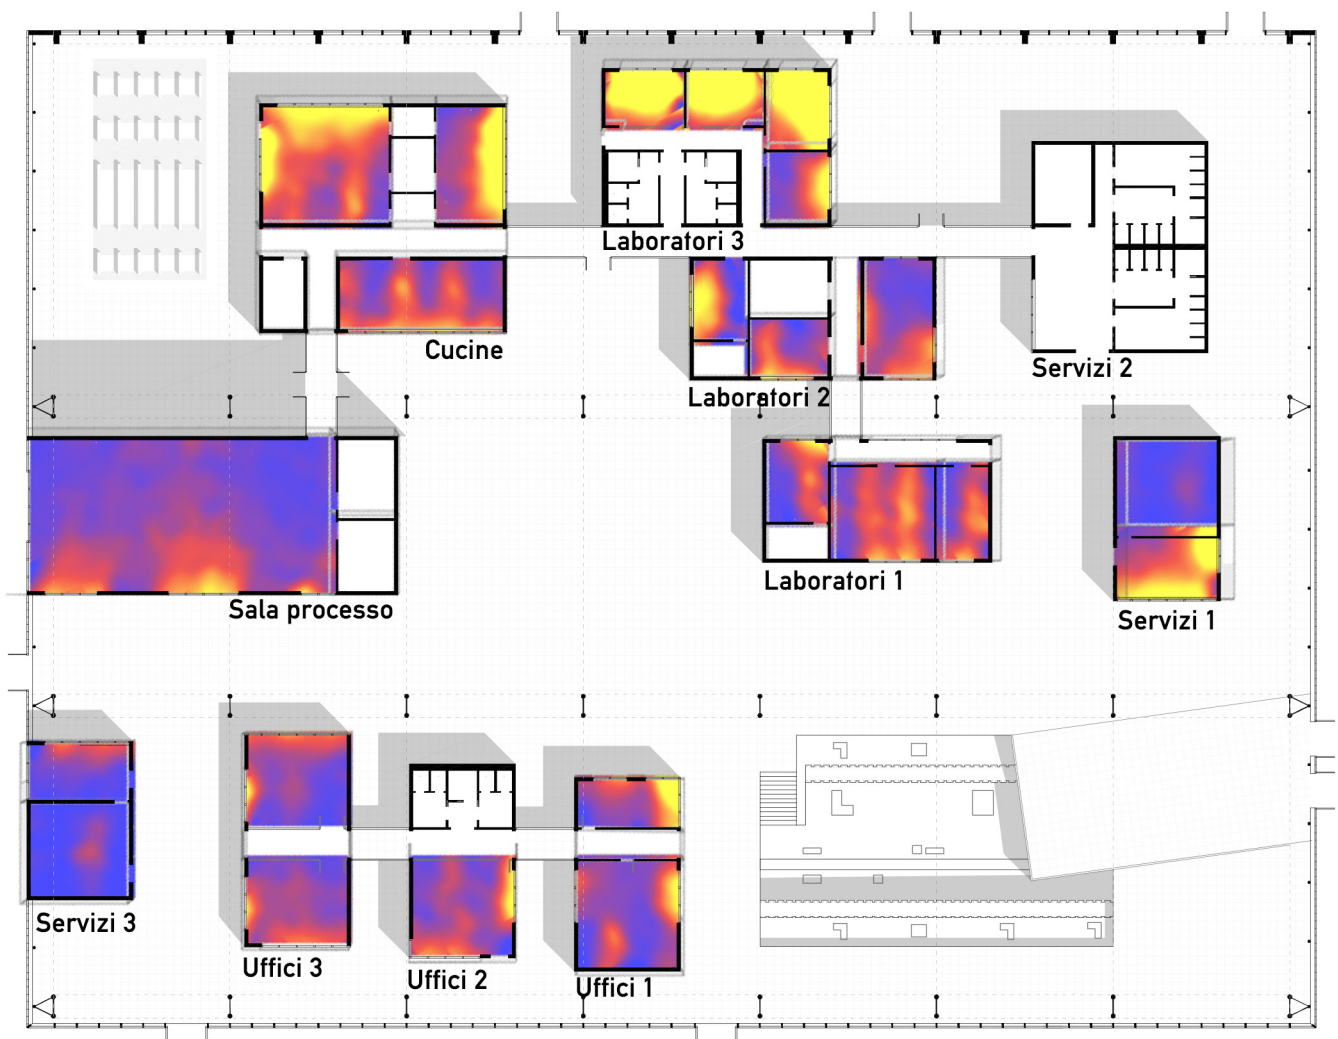 Laboratori 3
Cucine
Servizi 2
Laboratori 2
Laboratori 1
Sala processo
Servizi 1
Servizi 3
Uffici 3
Uffici 2
Uffici 1